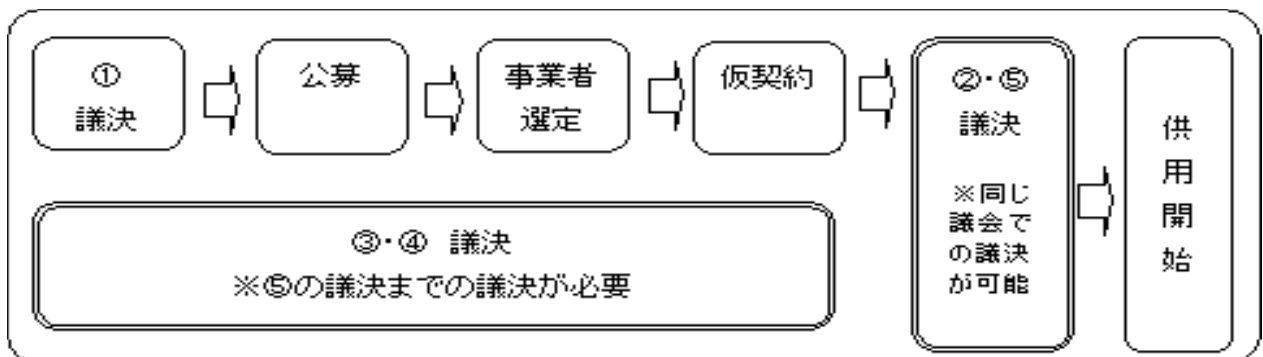 ①
議決
公募
事業者
選定
仮契約
②・⑤
議決
※同じ
議会で
の議決
が可能
供
用
開
始
③・④ 議決
※⑤の議決までの議決が必要